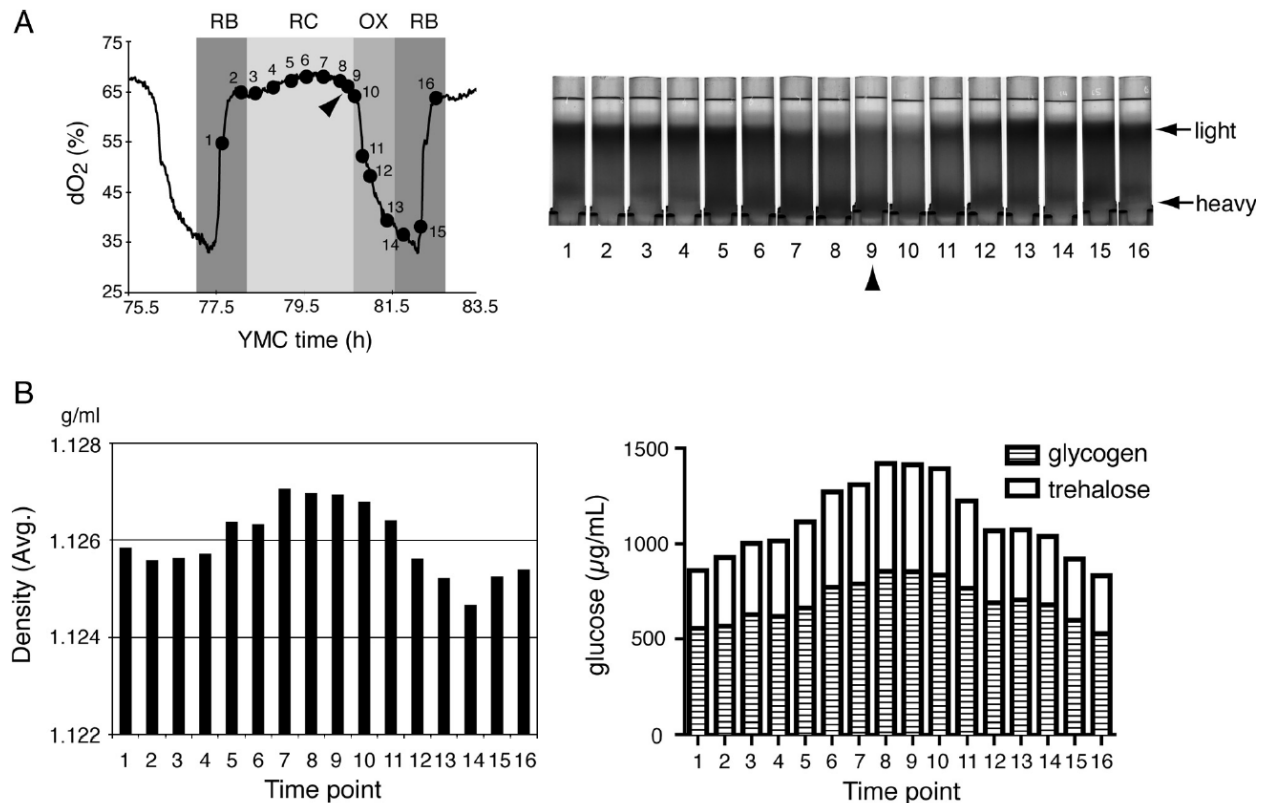 A
RB RC OX RB
75
65
55
45
35
25
dO2 (%)
1 2 3 4 5 6 7 8 9 10 11 12 13 14 15 16
75.5 77.5 79.5 81.5 83.5
YMC time (h)
light
heavy
1 2 3 4 5 6 7 8 9 10 11 12 13 14 15 16
B
g/ml
1.128
1.126
1.124
1.122
Density (Avg.)
1 2 3 4 5 6 7 8 9 10 11 12 13 14 15 16
Time point
glycogen
trehalose
1500
1000
500
0
glucose (µg/mL)
1 2 3 4 5 6 7 8 9 10 11 12 13 14 15 16
Time point